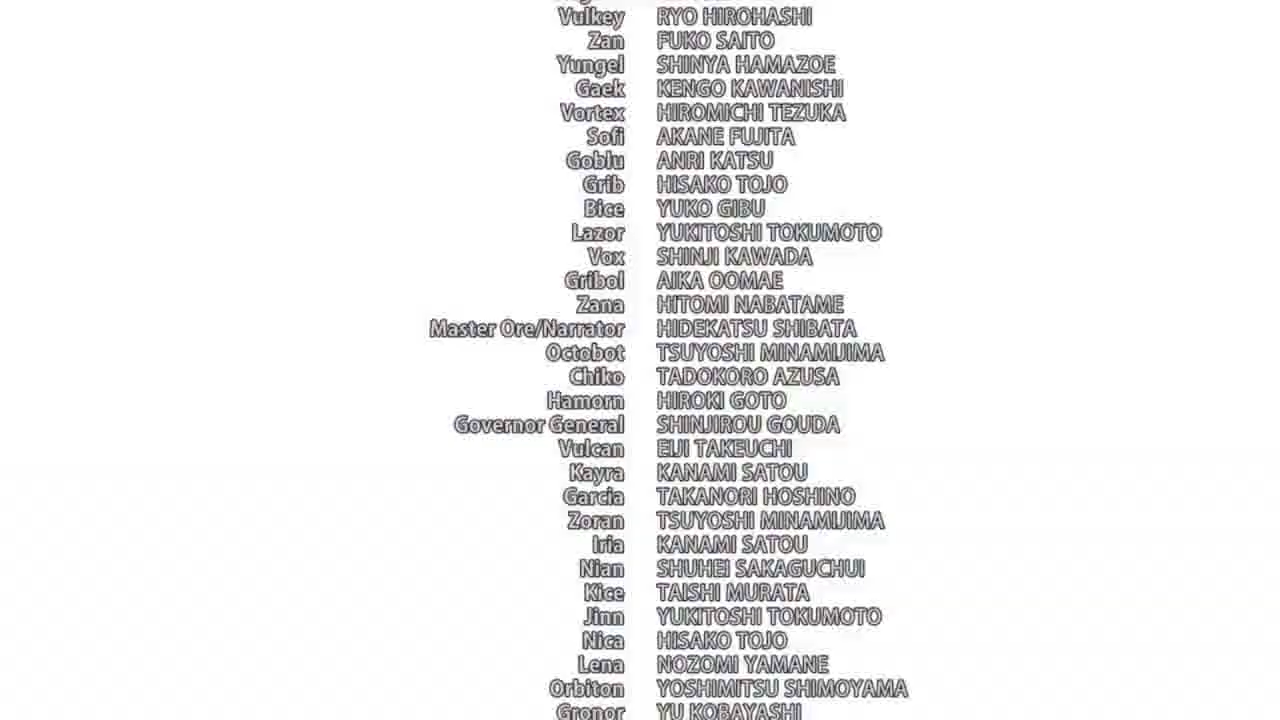 Vulkey RYO HIROHASHI
Zan FUKO SAITO
Yungel SHINYA HAMAZOE
Gaek KENGO KAWANISHI
Vortex HIROMICHI TEZUKA
Sofi AKANE FUJITA
Goblu ANRI KATSU
Grib HISAKO TOJO
Bice YUKO GIBU
Lazor YUKITOSHI TOKUMOTO
Vox SHINJI KAWADA
Gribol AIKA OOMAE
Zana HITOMI NABATAME
Master Ore/Narrator HIDEKATSU SHIBATA
Octobot TSUYOSHI MINAMIJIMA
Chiko TADOKORO AZUSA
Hamorn HIROKI GOTO
Governor General SHINJIROU GOUDA
Vulcan EIJI TAKEUCHI
Kayra KANAMI SATOU
Garcia TAKANORI HOSHINO
Zoran TSUYOSHI MINAMIJIMA
Iria KANAMI SATOU
Nian SHUHEI SAKAGUCHUI
Kice TAISHI MURATA
Jinn YUKITOSHI TOKUMOTO
Nica HISAKO TOJO
Lena NOZOMI YAMANE
Orbiton YOSHIMITSU SHIMOYAMA
Gronor YU KOBAYASHI